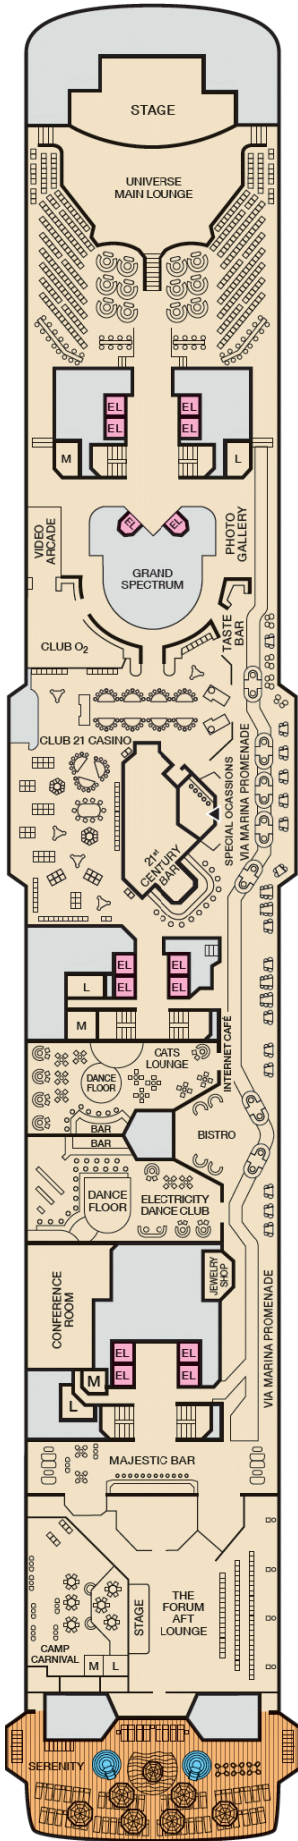 STAGE
UNIVERSE
MAIN LOUNGE
EL EL
EL EL
M L
VIDEO
ARCADE
EL EL
PHOTO
GALLERY
GRAND
SPECTRUM
TASTE
BAR
CLUB O2
CLUB 21 CASINO
SPECIAL OCASSIONS
VIA MARINA PROMENADE
21st
CENTURY
BAR
EL EL
L EL EL
M
INTERNET CAFÉ
CATS
LOUNGE
DANCE
FLOOR
BAR
BAR
BISTRO
DANCE
FLOOR
ELECTRICITY
DANCE CLUB
CONFERENCE
ROOM
JEWELRY
SHOP
VIA MARINA PROMENADE
EL EL
M EL EL
L
MAJESTIC BAR
STAGE
THE
FORUM
AFT
LOUNGE
CAMP
CARNIVAL
M L
SERENITY